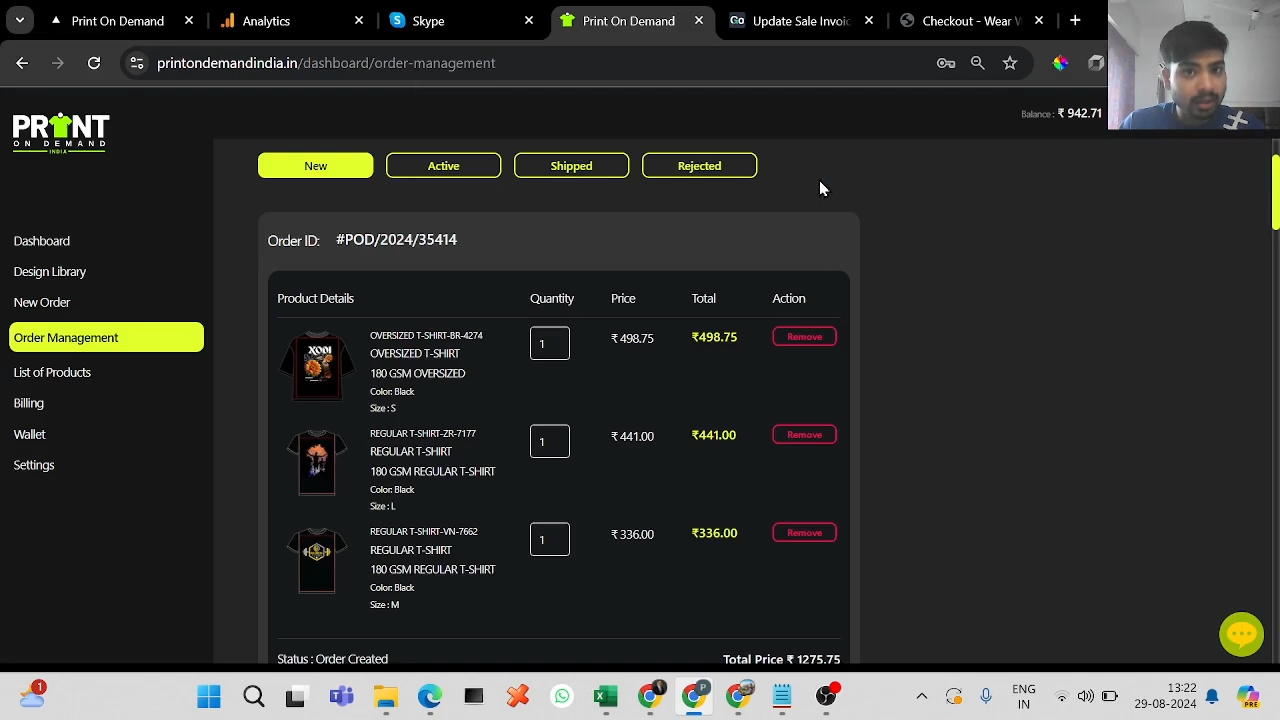 Print On Demand
Analytics
Skype
Print On Demand
Update Sale Invoic
Checkout - Wear
printondemandindia.in/dashboard/order-management
PRINT
ON DEMAND
INDIA
Balance : ₹ 942.71
New
Active
Shipped
Rejected
Dashboard
Design Library
New Order
Order Management
List of Products
Billing
Wallet
Settings
Order ID: #POD/2024/35414
Product Details Quantity Price Total Action
OVERSIZED T-SHIRT-BR-4274
OVERSIZED T-SHIRT
180 GSM OVERSIZED
Color: Black
Size : S
1 ₹ 498.75 ₹498.75 Remove
REGULAR T-SHIRT-ZR-7177
REGULAR T-SHIRT
180 GSM REGULAR T-SHIRT
Color: Black
Size : L
1 ₹ 441.00 ₹441.00 Remove
REGULAR T-SHIRT-VN-7662
REGULAR T-SHIRT
180 GSM REGULAR T-SHIRT
Color: Black
Size : M
1 ₹ 336.00 ₹336.00 Remove
Status : Order Created
Total Price ₹ 1275.75
1
ENG
IN
13:22
29-08-2024
PRE